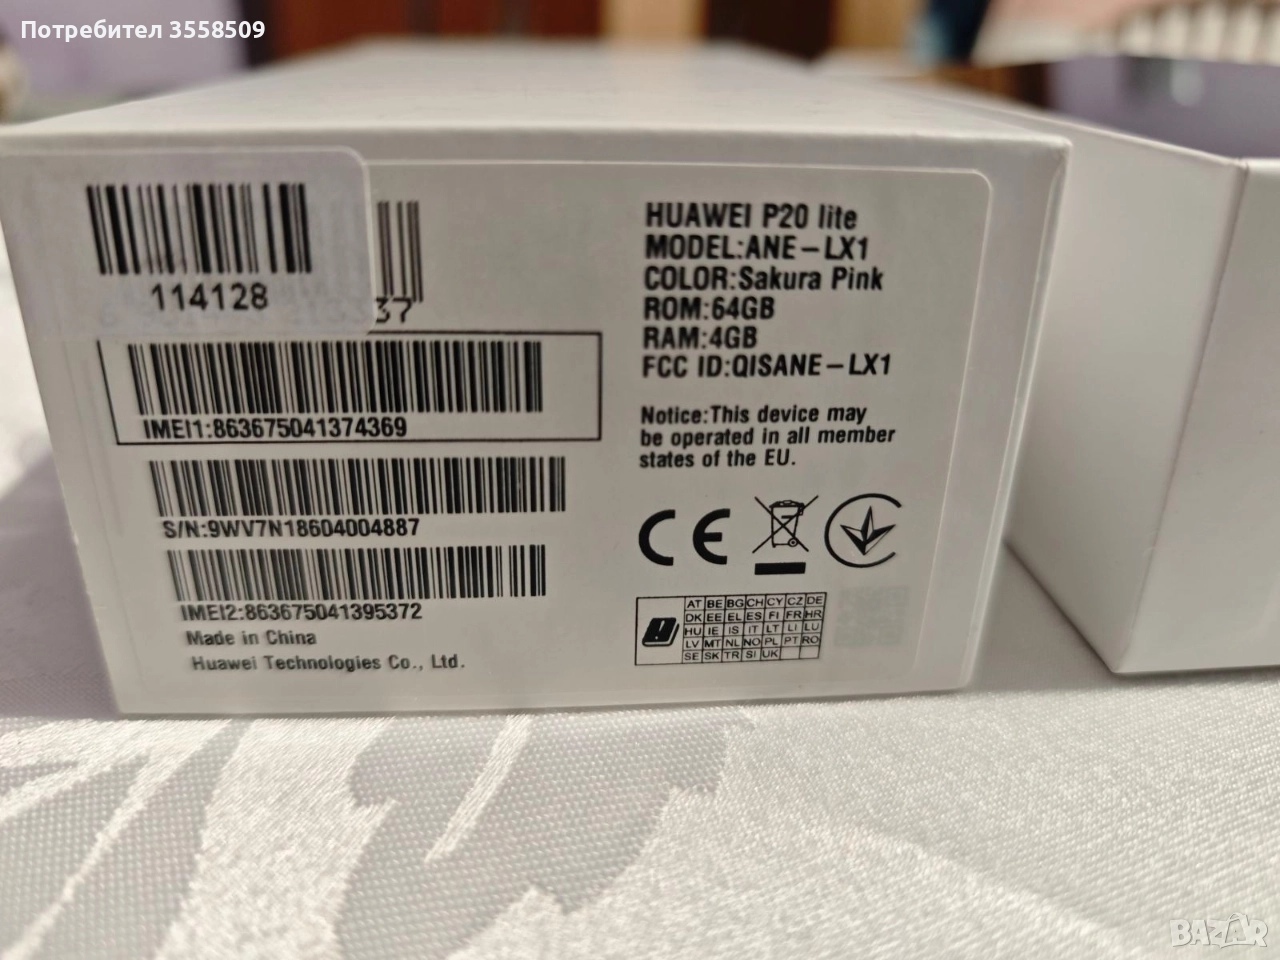 Потребител 3558509
114128
37
IMEI1:863675041374369
S/N:9WV7N18604004887
IMEI2:863675041395372
Made in China
Huawei Technologies Co., Ltd.
HUAWEI P20 lite
MODEL:ANE-LX1
COLOR:Sakura Pink
ROM:64GB
RAM:4GB
FCC ID:QISANE-LX1
Notice:This device may
be operated in all member
states of the EU.
CE
AT BE BG CH CY CZ DE
DK EE EL ES FI FR HR
HU IE IS IT LT LI LU
LV MT NL NO PL PT RO
SE SK TR SI UK
BAZAR